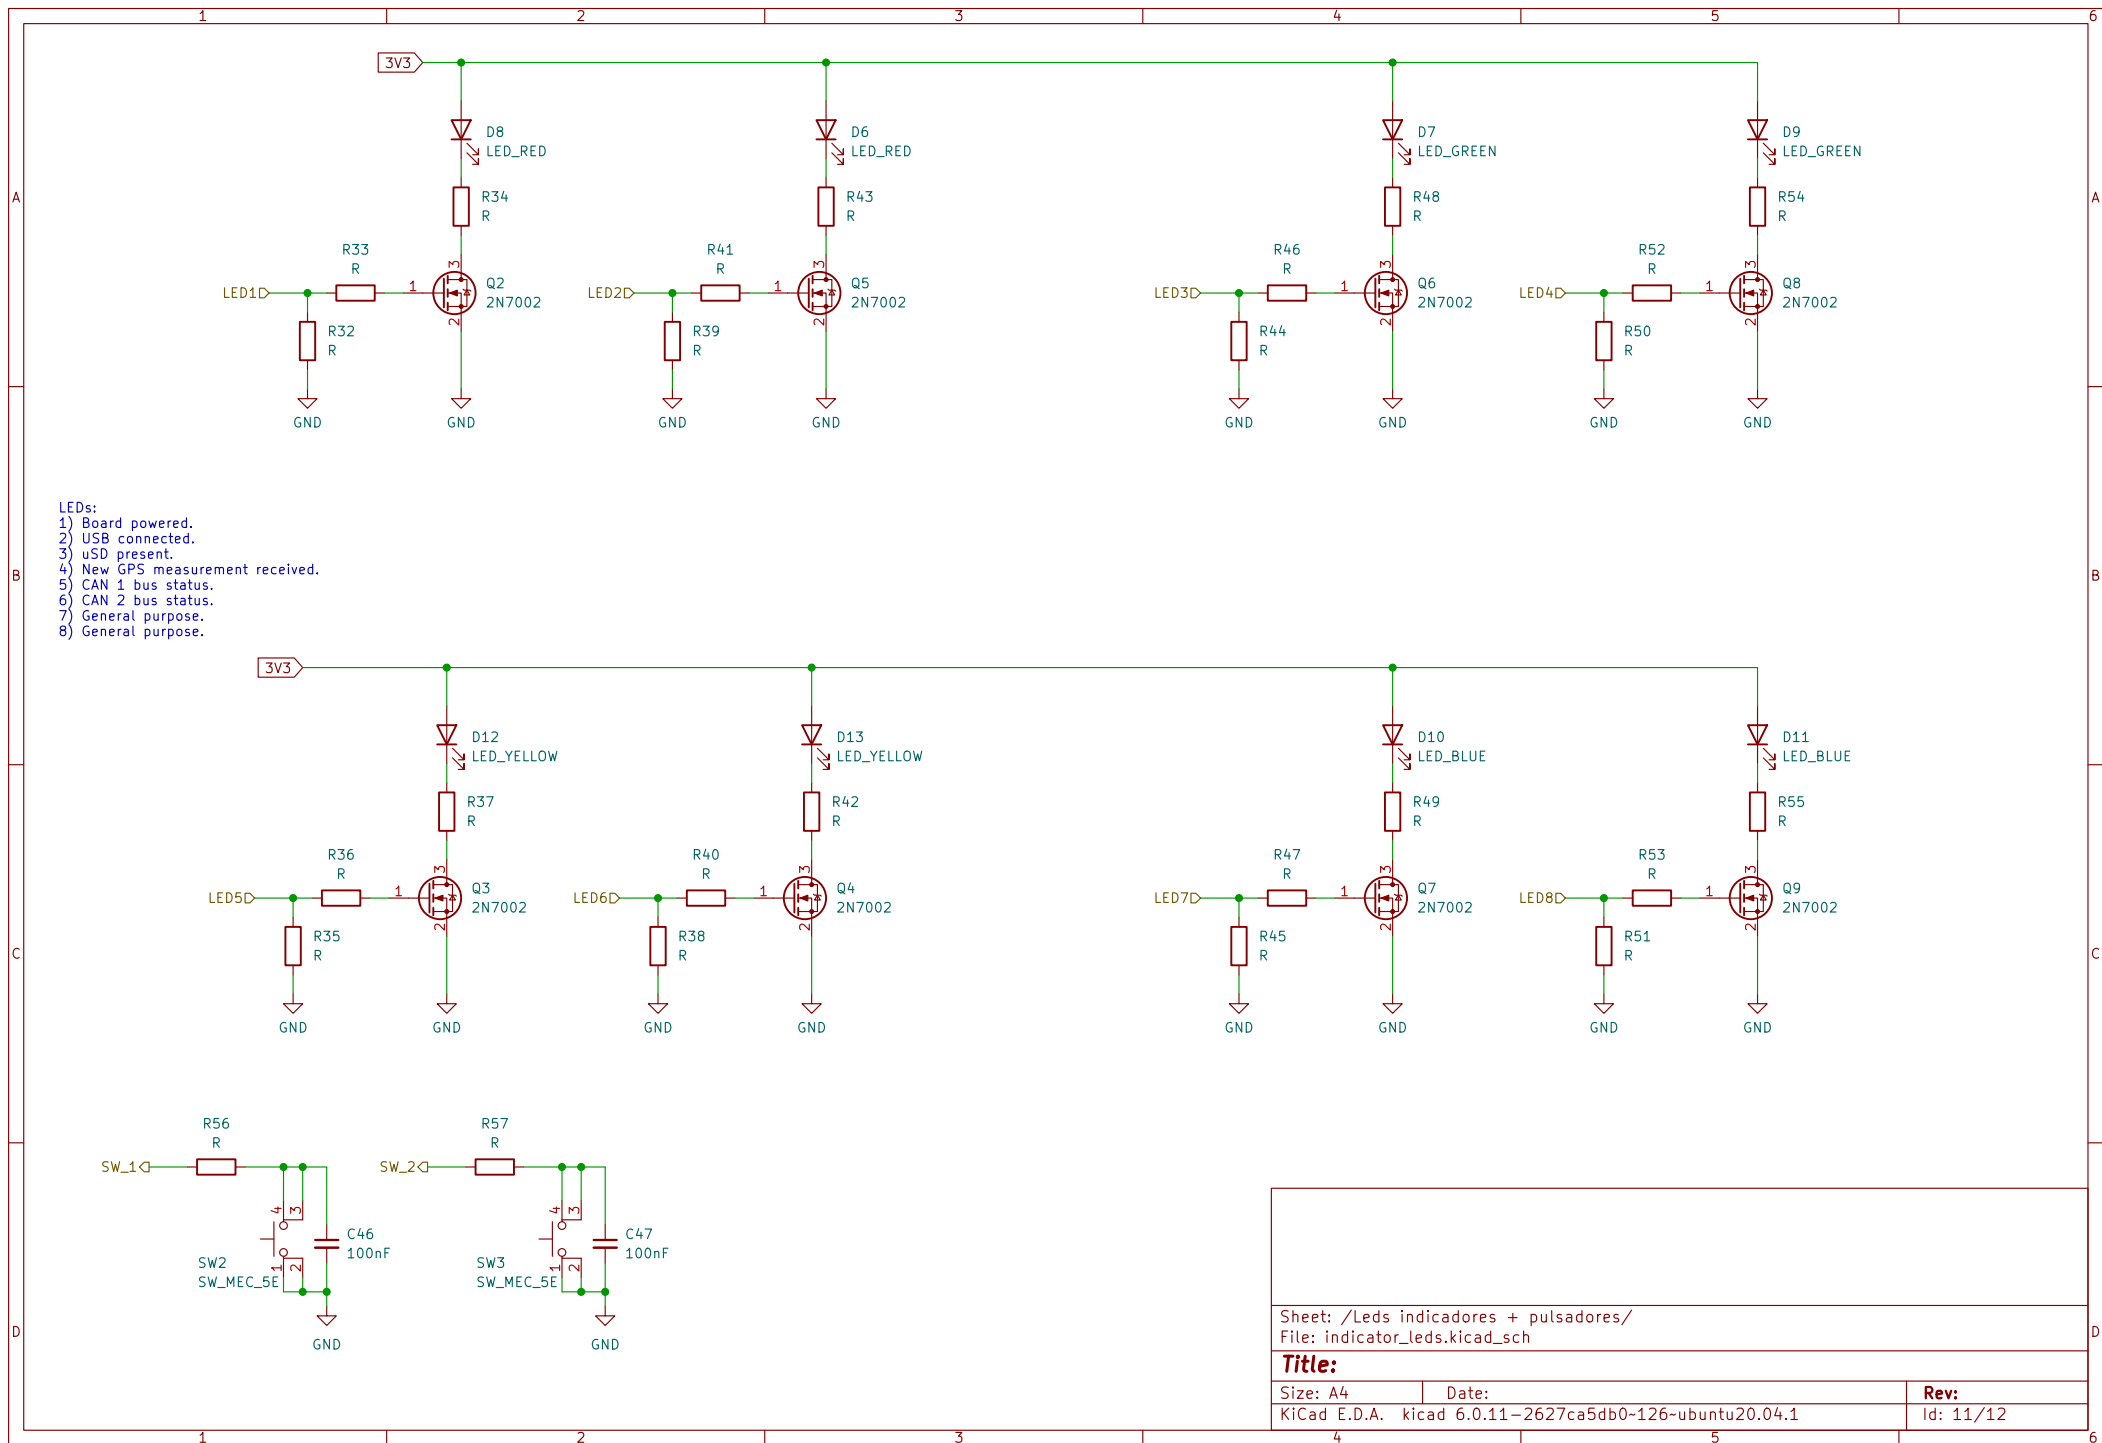 1 2 3 4 5 6
3V3
D8
LED_RED
D6
LED_RED
D7
LED_GREEN
D9
LED_GREEN
A
A
R34
R
R43
R
R48
R
R54
R
R33
R
R41
R
R46
R
R52
R
LED1
1
3
2
Q2
2N7002
LED2
1
3
2
Q5
2N7002
LED3
1
3
2
Q6
2N7002
LED4
1
3
2
Q8
2N7002
R32
R
R39
R
R44
R
R50
R
GND
GND
GND
GND
GND
GND
GND
GND
LEDs:
1) Board powered.
2) USB connected.
3) uSD present.
4) New GPS measurement received.
5) CAN 1 bus status.
6) CAN 2 bus status.
7) General purpose.
8) General purpose.
B
B
3V3
D12
LED_YELLOW
D13
LED_YELLOW
D10
LED_BLUE
D11
LED_BLUE
R37
R
R42
R
R49
R
R55
R
R36
R
R40
R
R47
R
R53
R
LED5
1
3
2
Q3
2N7002
LED6
1
3
2
Q4
2N7002
LED7
1
3
2
Q7
2N7002
LED8
1
3
2
Q9
2N7002
R35
R
R38
R
R45
R
R51
R
C
C
GND
GND
GND
GND
GND
GND
GND
GND
R56
R
SW_1
4
3
1
2
SW2
SW_MEC_5E
C46
100nF
GND
R57
R
SW_2
4
3
1
2
SW3
SW_MEC_5E
C47
100nF
GND
D
D
Sheet: /Leds indicadores + pulsadores/
File: indicator_leds.kicad_sch
Title:
Size: A4
Date:
Rev:
KiCad E.D.A. kicad 6.0.11-2627ca5db0~126~ubuntu20.04.1
Id: 11/12
1 2 3 4 5 6